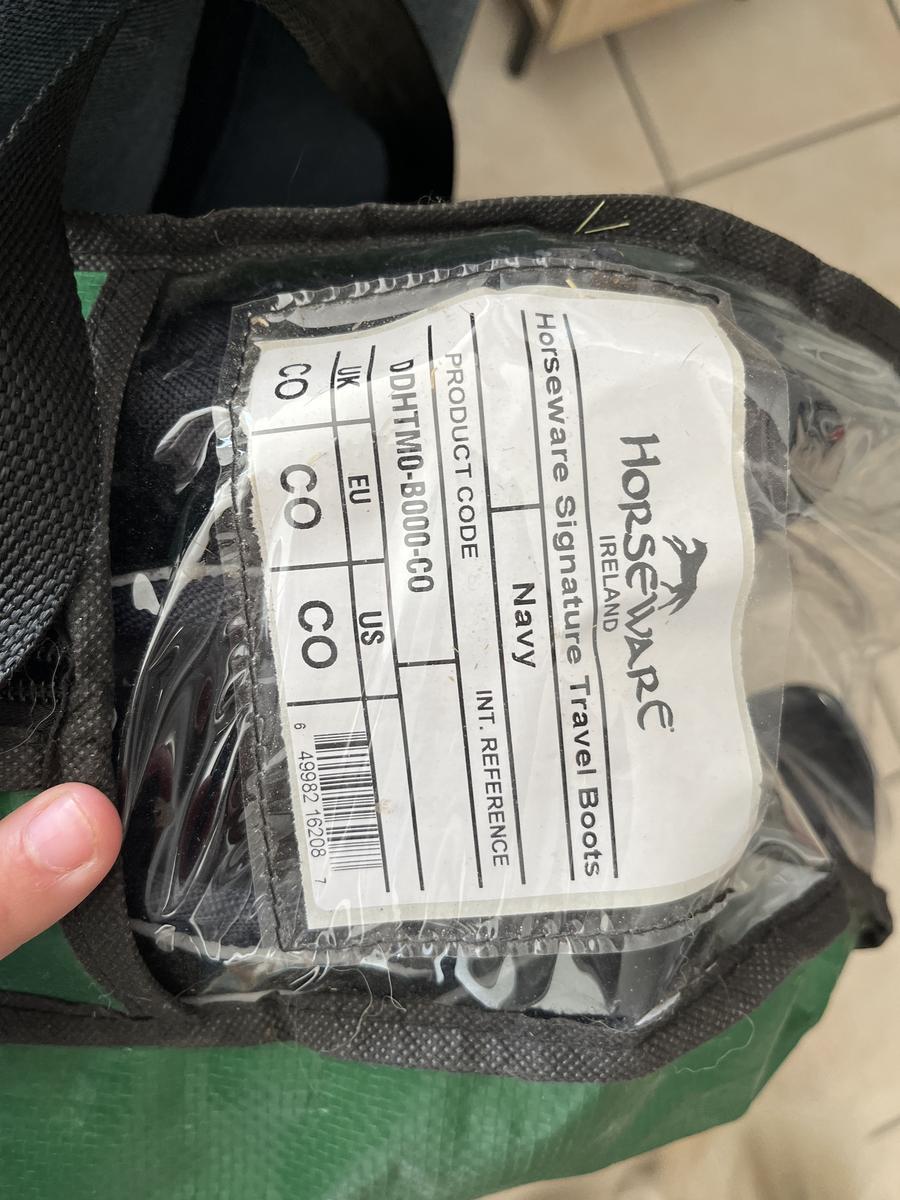 HORSEWARE
IRELAND
Horseware Signature Travel Boots
Navy
PRODUCT CODE INT. REFERENCE
DDHTM0-B000-CO
UK EU US
CO CO CO
6 49982 16208 7